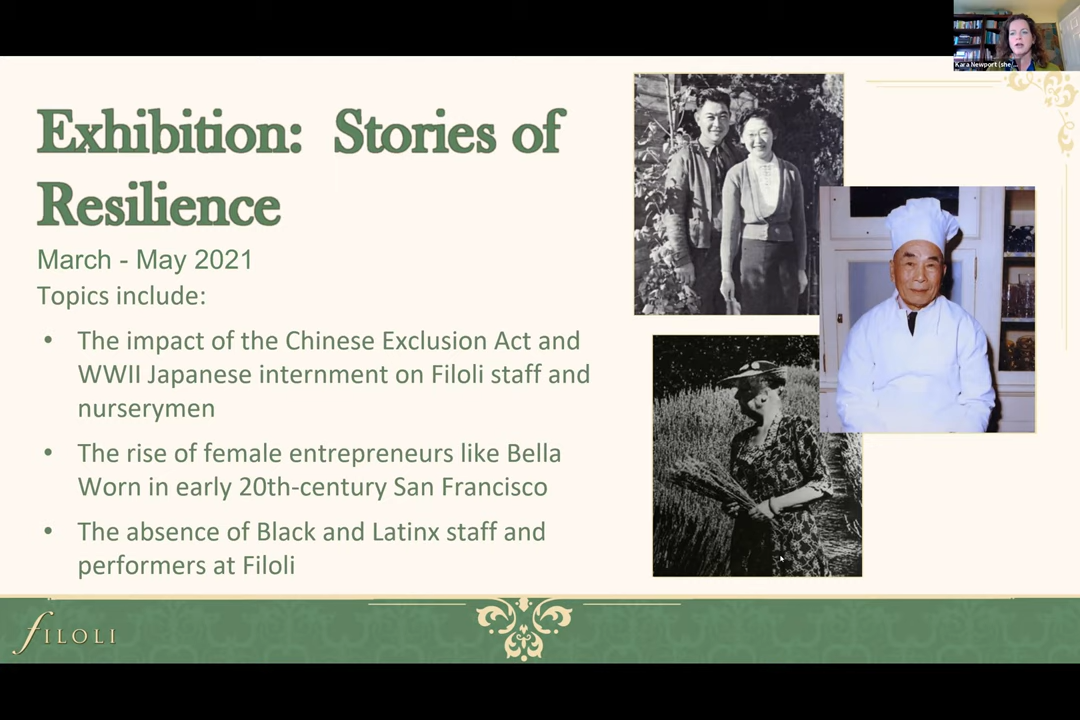 Kara Newport (she/...
Exhibition: Stories of
Resilience
March - May 2021
Topics include:
• The impact of the Chinese Exclusion Act and
WWII Japanese internment on Filoli staff and
nurserymen
• The rise of female entrepreneurs like Bella
Worn in early 20th-century San Francisco
• The absence of Black and Latinx staff and
performers at Filoli
FILOLI